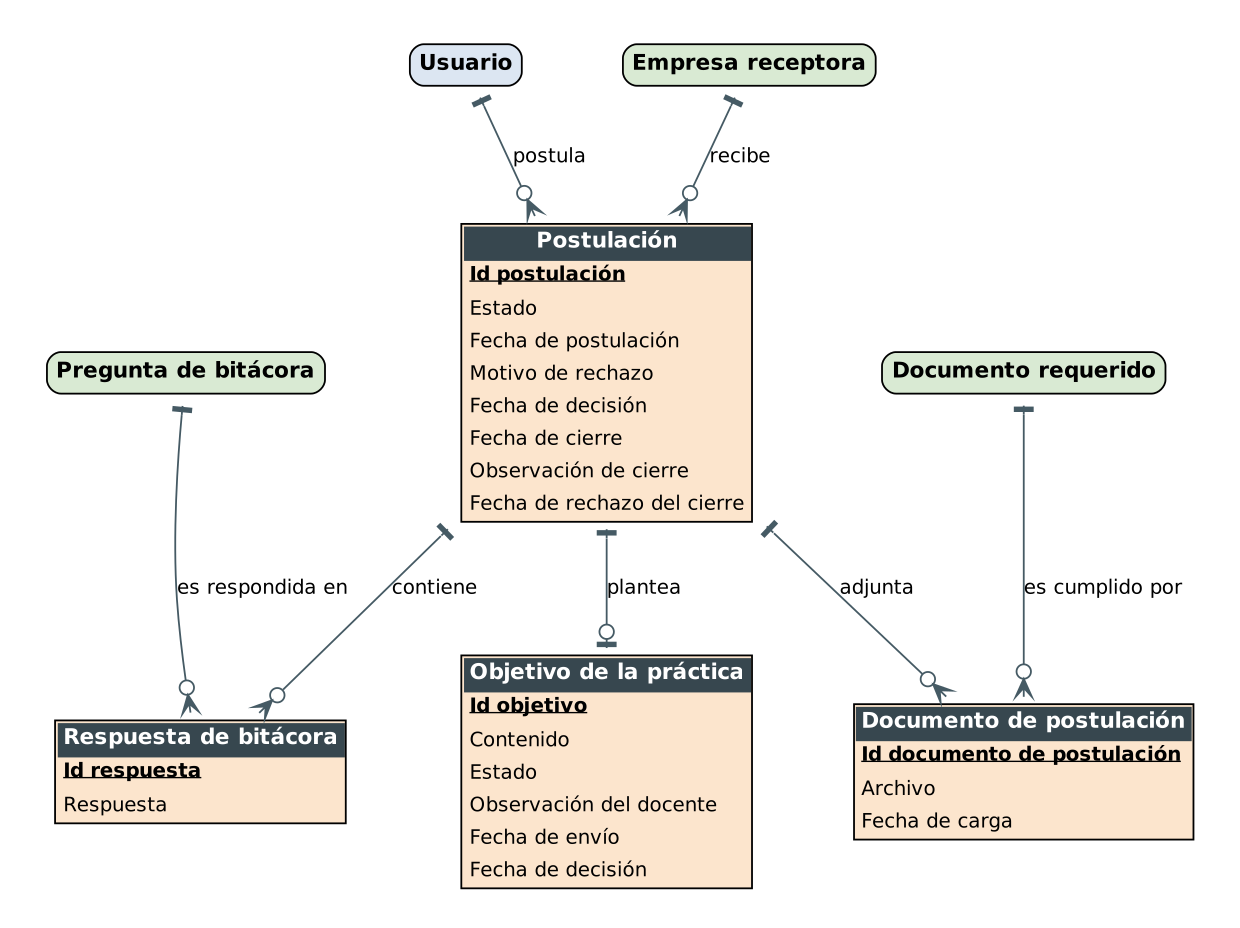 Usuario
Empresa receptora
postula
recibe
Postulación
Id postulación
Estado
Fecha de postulación
Motivo de rechazo
Fecha de decisión
Fecha de cierre
Observación de cierre
Fecha de rechazo del cierre
Pregunta de bitácora
Documento requerido
es respondida en
contiene
plantea
adjunta
es cumplido por
Respuesta de bitácora
Id respuesta
Respuesta
Objetivo de la práctica
Id objetivo
Contenido
Estado
Observación del docente
Fecha de envío
Fecha de decisión
Documento de postulación
Id documento de postulación
Archivo
Fecha de carga